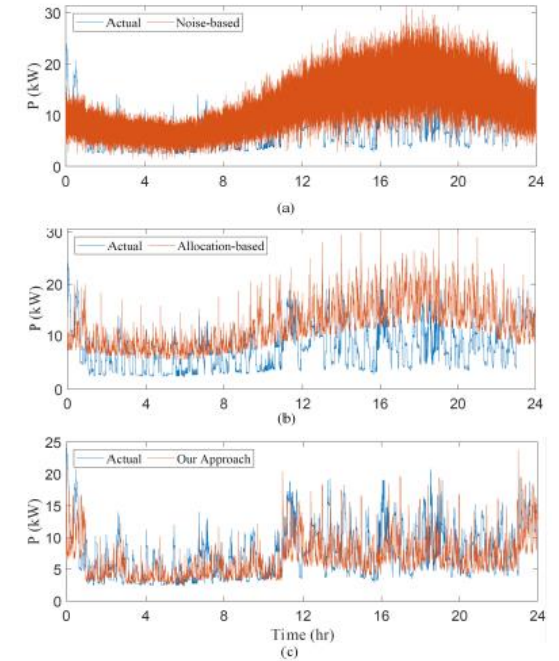 Actual Noise-based
30
20
10
0
P (kW)
0 4 8 12 16 20 24
(a)
Actual Allocation-based
30
20
10
0
P (kW)
0 4 8 12 16 20 24
(b)
Actual Our Approach
25
20
15
10
5
0
P (kW)
0 4 8 12 16 20 24
Time (hr)
(c)